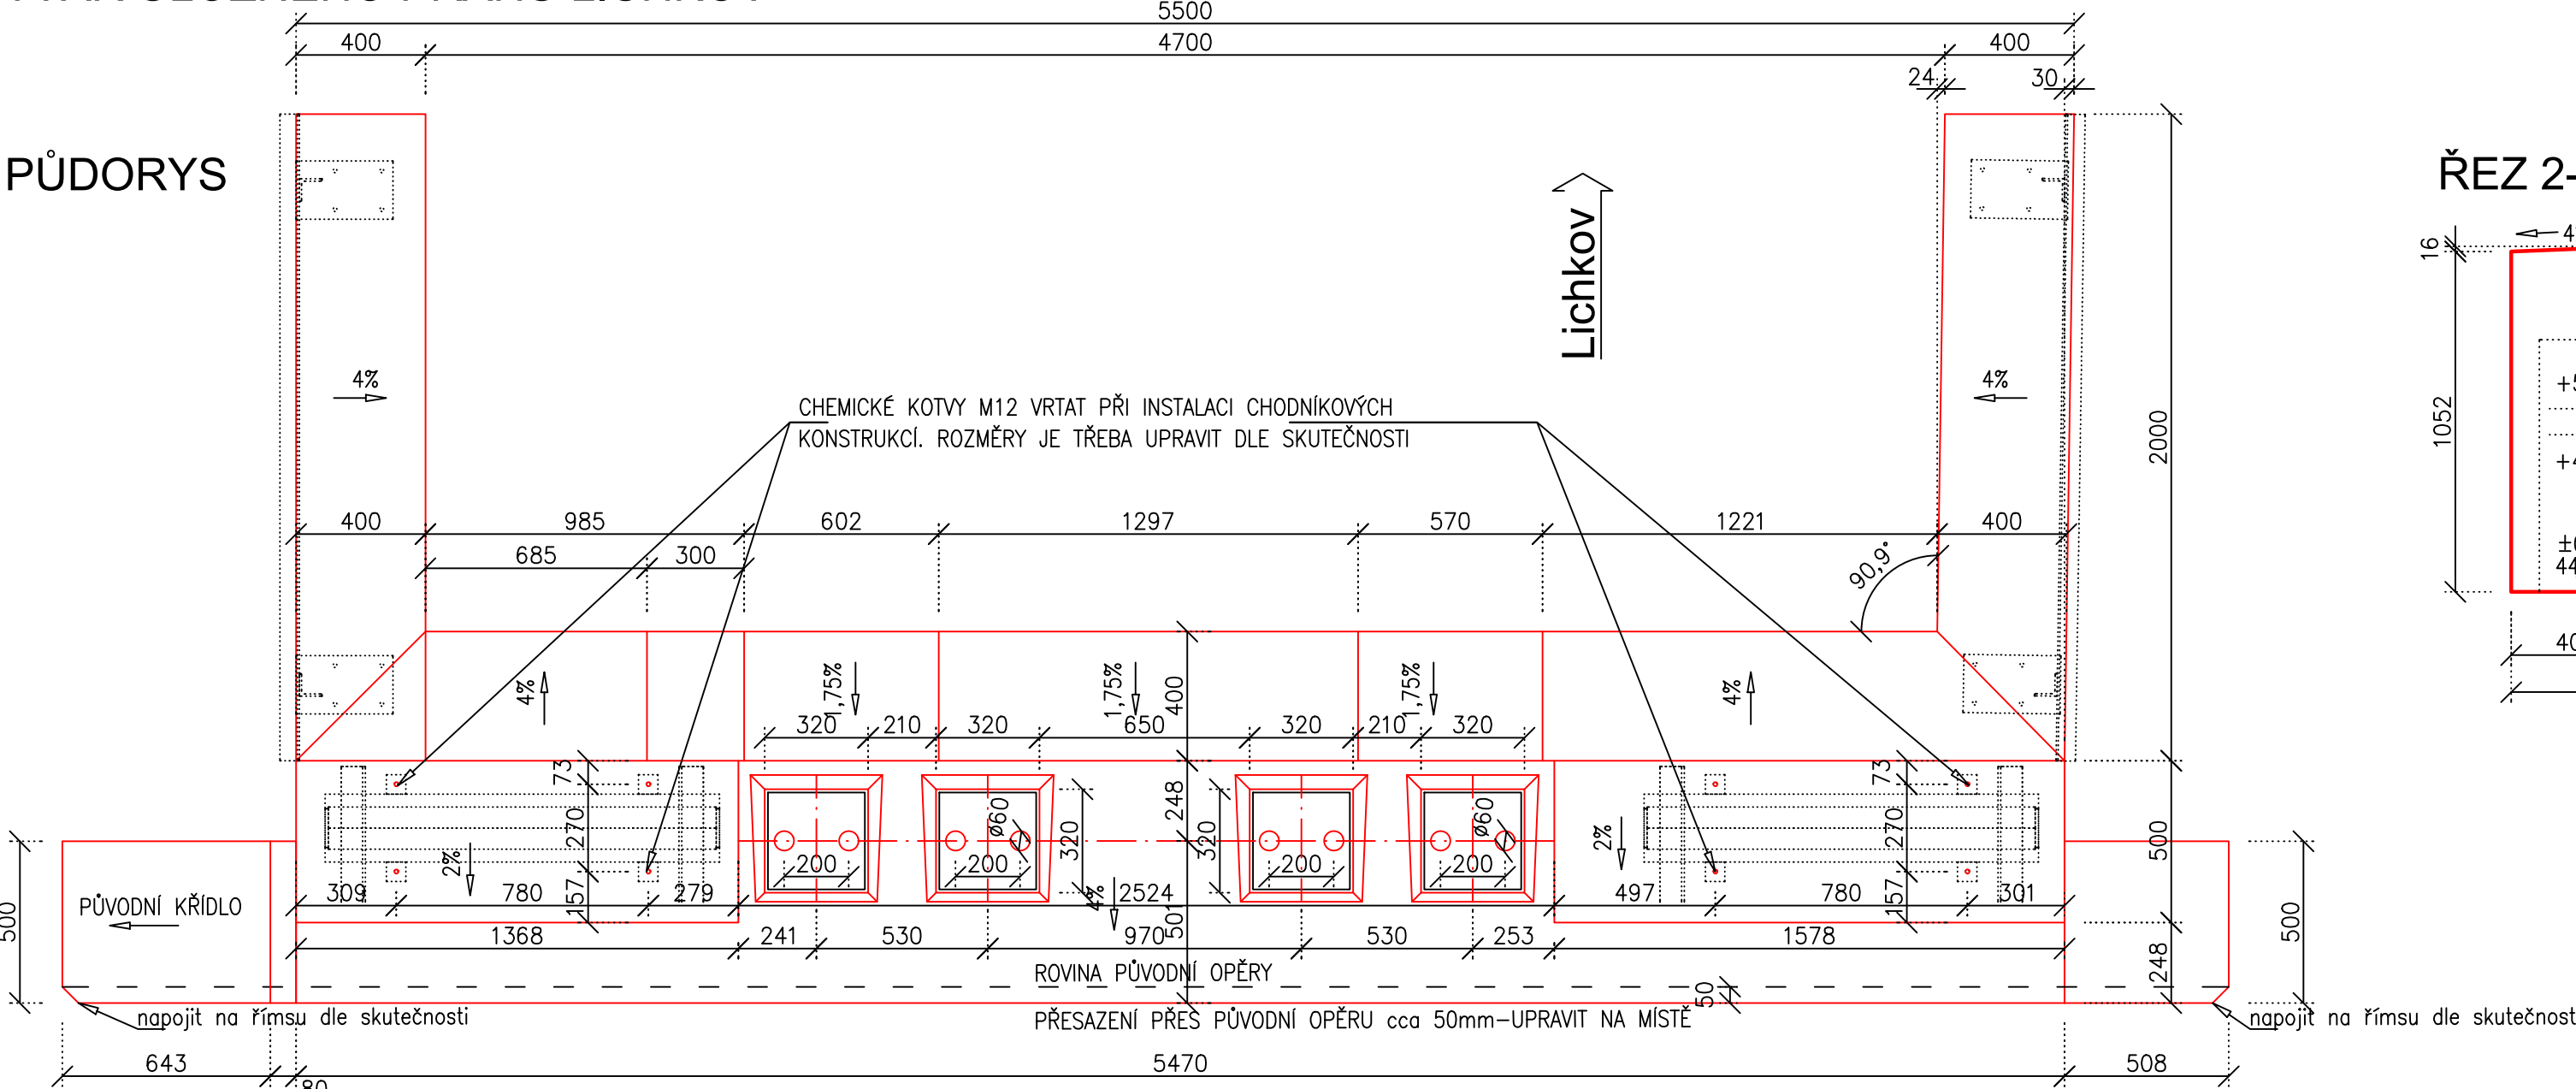 5500
400 4700 400
24 30
PŮDORYS
ŘEZ 2-
Lichkov
16
1052
4% 4%
2000
CHEMICKÉ KOTVY M12 VRTAT PŘI INSTALACI CHODNÍKOVÝCH
KONSTRUKCÍ. ROZMĚRY JE TŘEBA UPRAVIT DLE SKUTEČNOSTI
400 985 602 1297 570 1221 400
685 300
90,9°
4% 1,75% 1,75% 400 1,75% 4%
320 210 320 650 320 210 320
73 248 73
270 ø60 320 320 ø60 270 500
2% 200 200 200 200 2%
PŮVODNÍ KŘÍDLO
500
309 780 279 157 4% 2524 497 780 157 301
500
1368 241 530 970 501 530 253 1578
248
ROVINA PŮVODNÍ OPĚRY
50
napojit na římsu dle skutečnosti
PŘESAZENÍ PŘES PŮVODNÍ OPĚRU cca 50mm-UPRAVIT NA MÍSTĚ
napojit na římsu dle skutečnost
643 80 5470 508